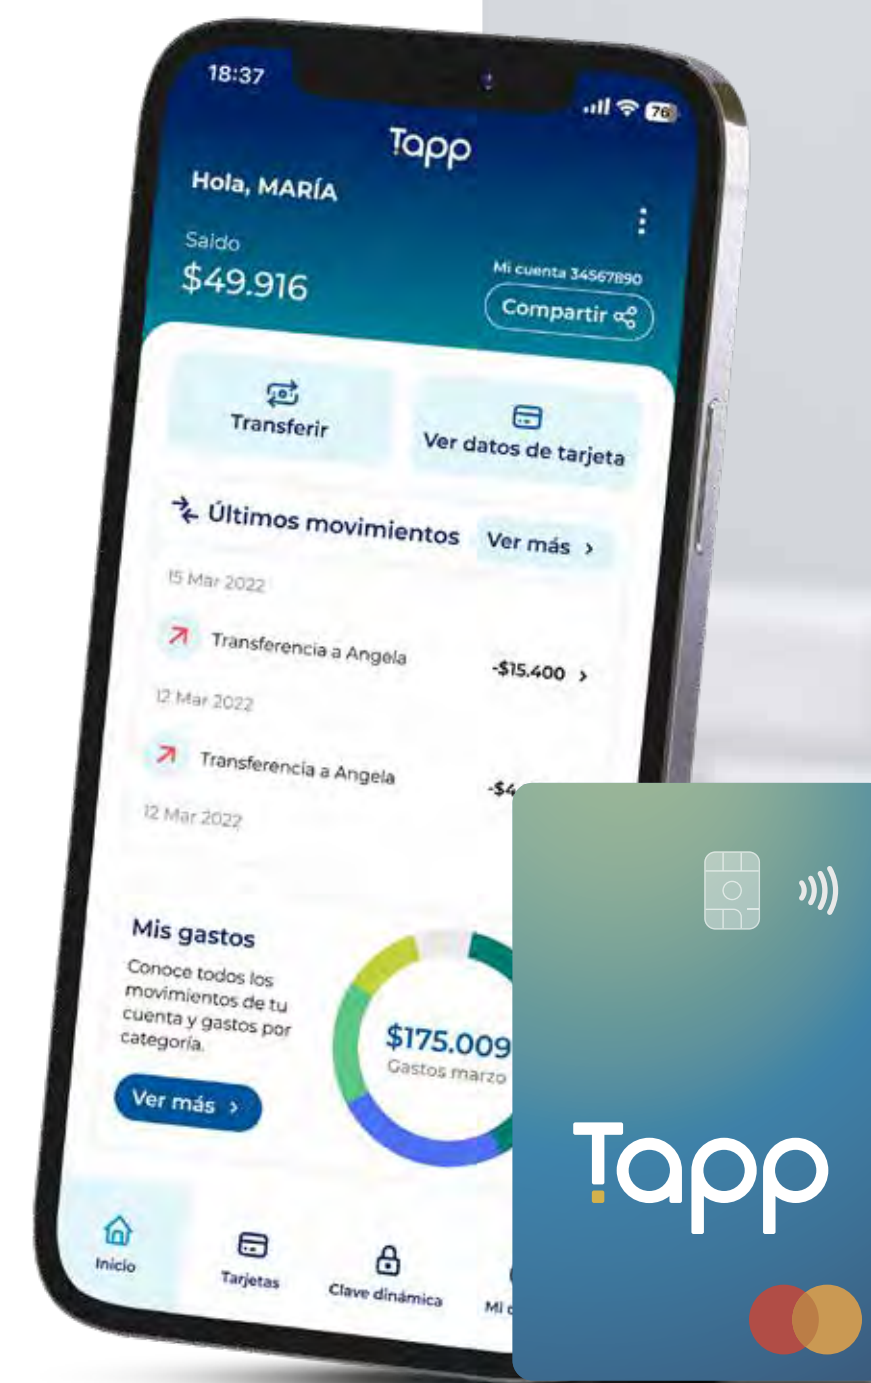 18:37
76
Tapp
Hola, MARÍA
Saldo
$49.916
Mi cuenta 34567890
Compartir
Transferir
Ver datos de tarjeta
Últimos movimientos
Ver más
15 Mar 2022
Transferencia a Angela
-$15.400
12 Mar 2022
Transferencia a Angela
-$4
12 Mar 2022
Mis gastos
Conoce todos los
movimientos de tu
cuenta y gastos por
categoría.
Ver más
$175.009
Gastos marzo
Inicio
Tarjetas
Clave dinámica
Mi
Tapp